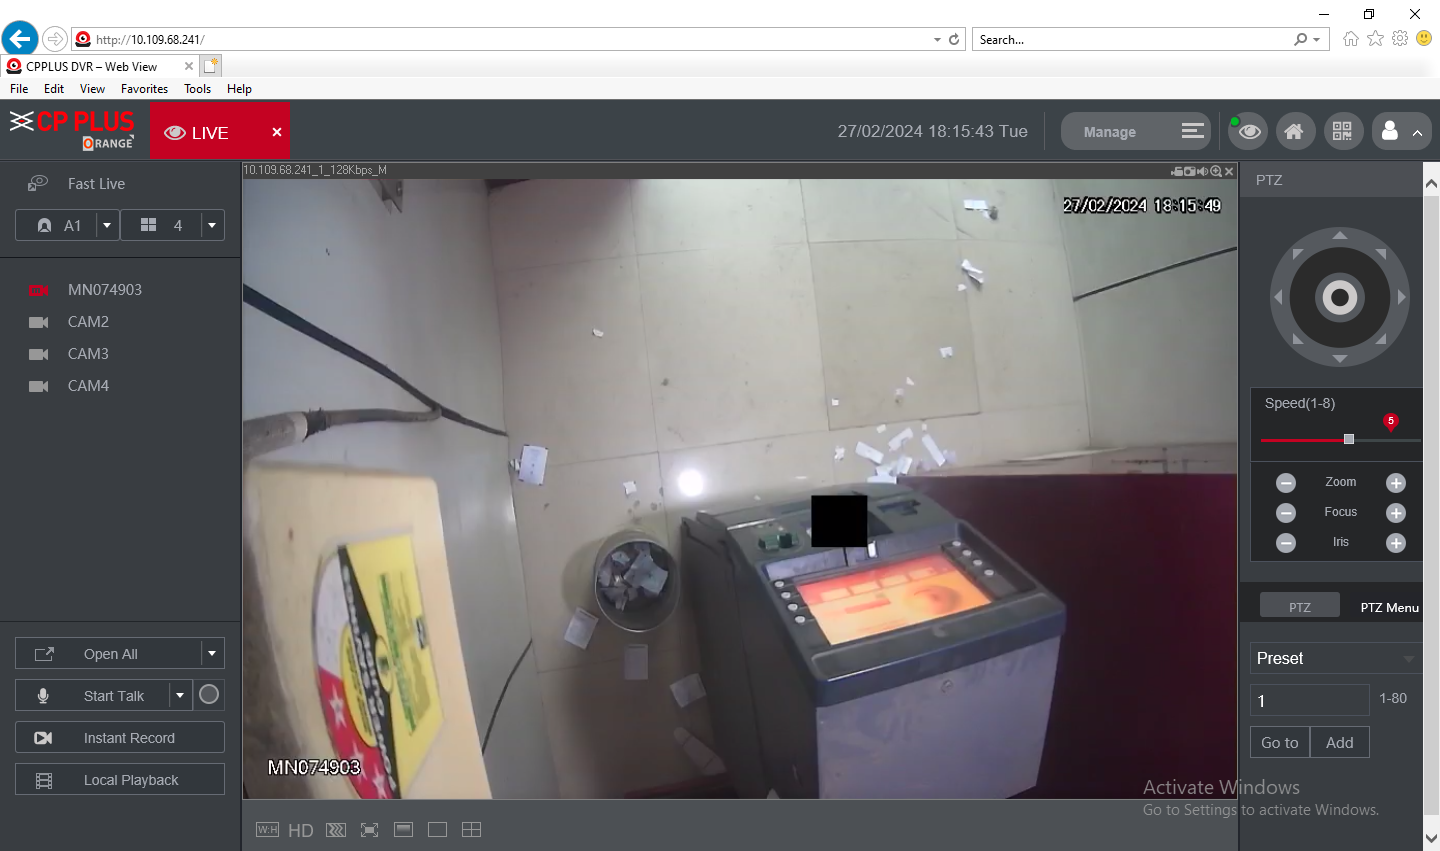 http://10.109.68.241/
Search...
CPPLUS DVR – Web View
File Edit View Favorites Tools Help
CP PLUS
ORANGE
LIVE
27/02/2024 18:15:43 Tue
Manage
Fast Live
10.109.68.241_1_128Kbps_M
PTZ
27/02/2024 18:15:49
A1
4
MN074903
CAM2
CAM3
CAM4
Speed(1-8)
5
Zoom
Focus
Iris
PTZ
PTZ Menu
Open All
Preset
Start Talk
1
1-80
Instant Record
Go to
Add
MN074903
Local Playback
Activate Windows
Go to Settings to activate Windows.
W:H
HD